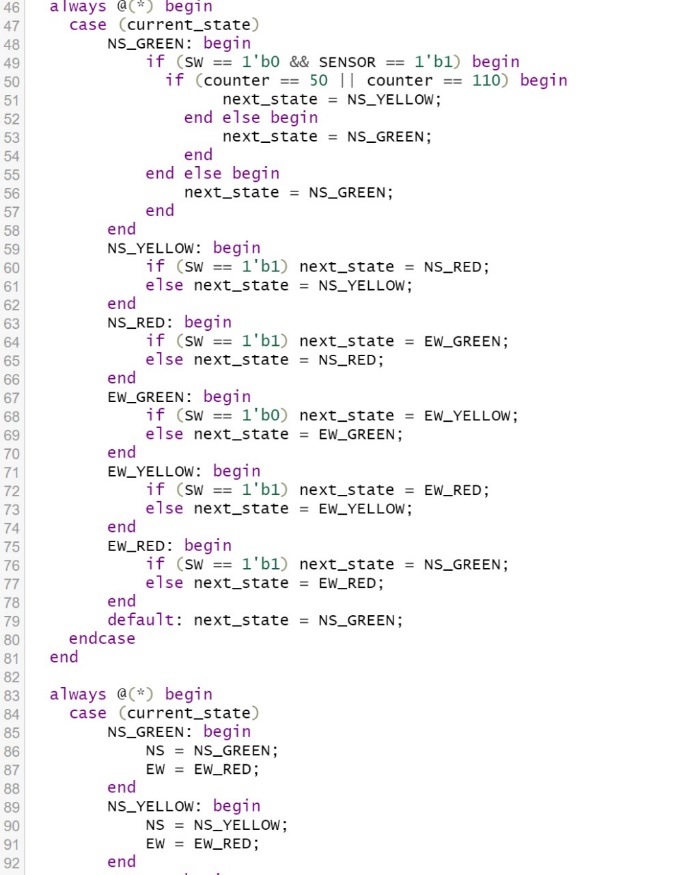 46 always @(*) begin
47 case (current_state)
48 NS_GREEN: begin
49 if (SW == 1'b0 && SENSOR == 1'b1) begin
50 if (counter == 50 || counter == 110) begin
51 next_state = NS_YELLOW;
52 end else begin
53 next_state = NS_GREEN;
54 end
55 end else begin
56 next_state = NS_GREEN;
57 end
58 end
59 NS_YELLOW: begin
60 if (SW == 1'b1) next_state = NS_RED;
61 else next_state = NS_YELLOW;
62 end
63 NS_RED: begin
64 if (SW == 1'b1) next_state = EW_GREEN;
65 else next_state = NS_RED;
66 end
67 EW_GREEN: begin
68 if (SW == 1'b0) next_state = EW_YELLOW;
69 else next_state = EW_GREEN;
70 end
71 EW_YELLOW: begin
72 if (SW == 1'b1) next_state = EW_RED;
73 else next_state = EW_YELLOW;
74 end
75 EW_RED: begin
76 if (SW == 1'b1) next_state = NS_GREEN;
77 else next_state = EW_RED;
78 end
79 default: next_state = NS_GREEN;
80 endcase
81 end
82
83 always @(*) begin
84 case (current_state)
85 NS_GREEN: begin
86 NS = NS_GREEN;
87 EW = EW_RED;
88 end
89 NS_YELLOW: begin
90 NS = NS_YELLOW;
91 EW = EW_RED;
92 end